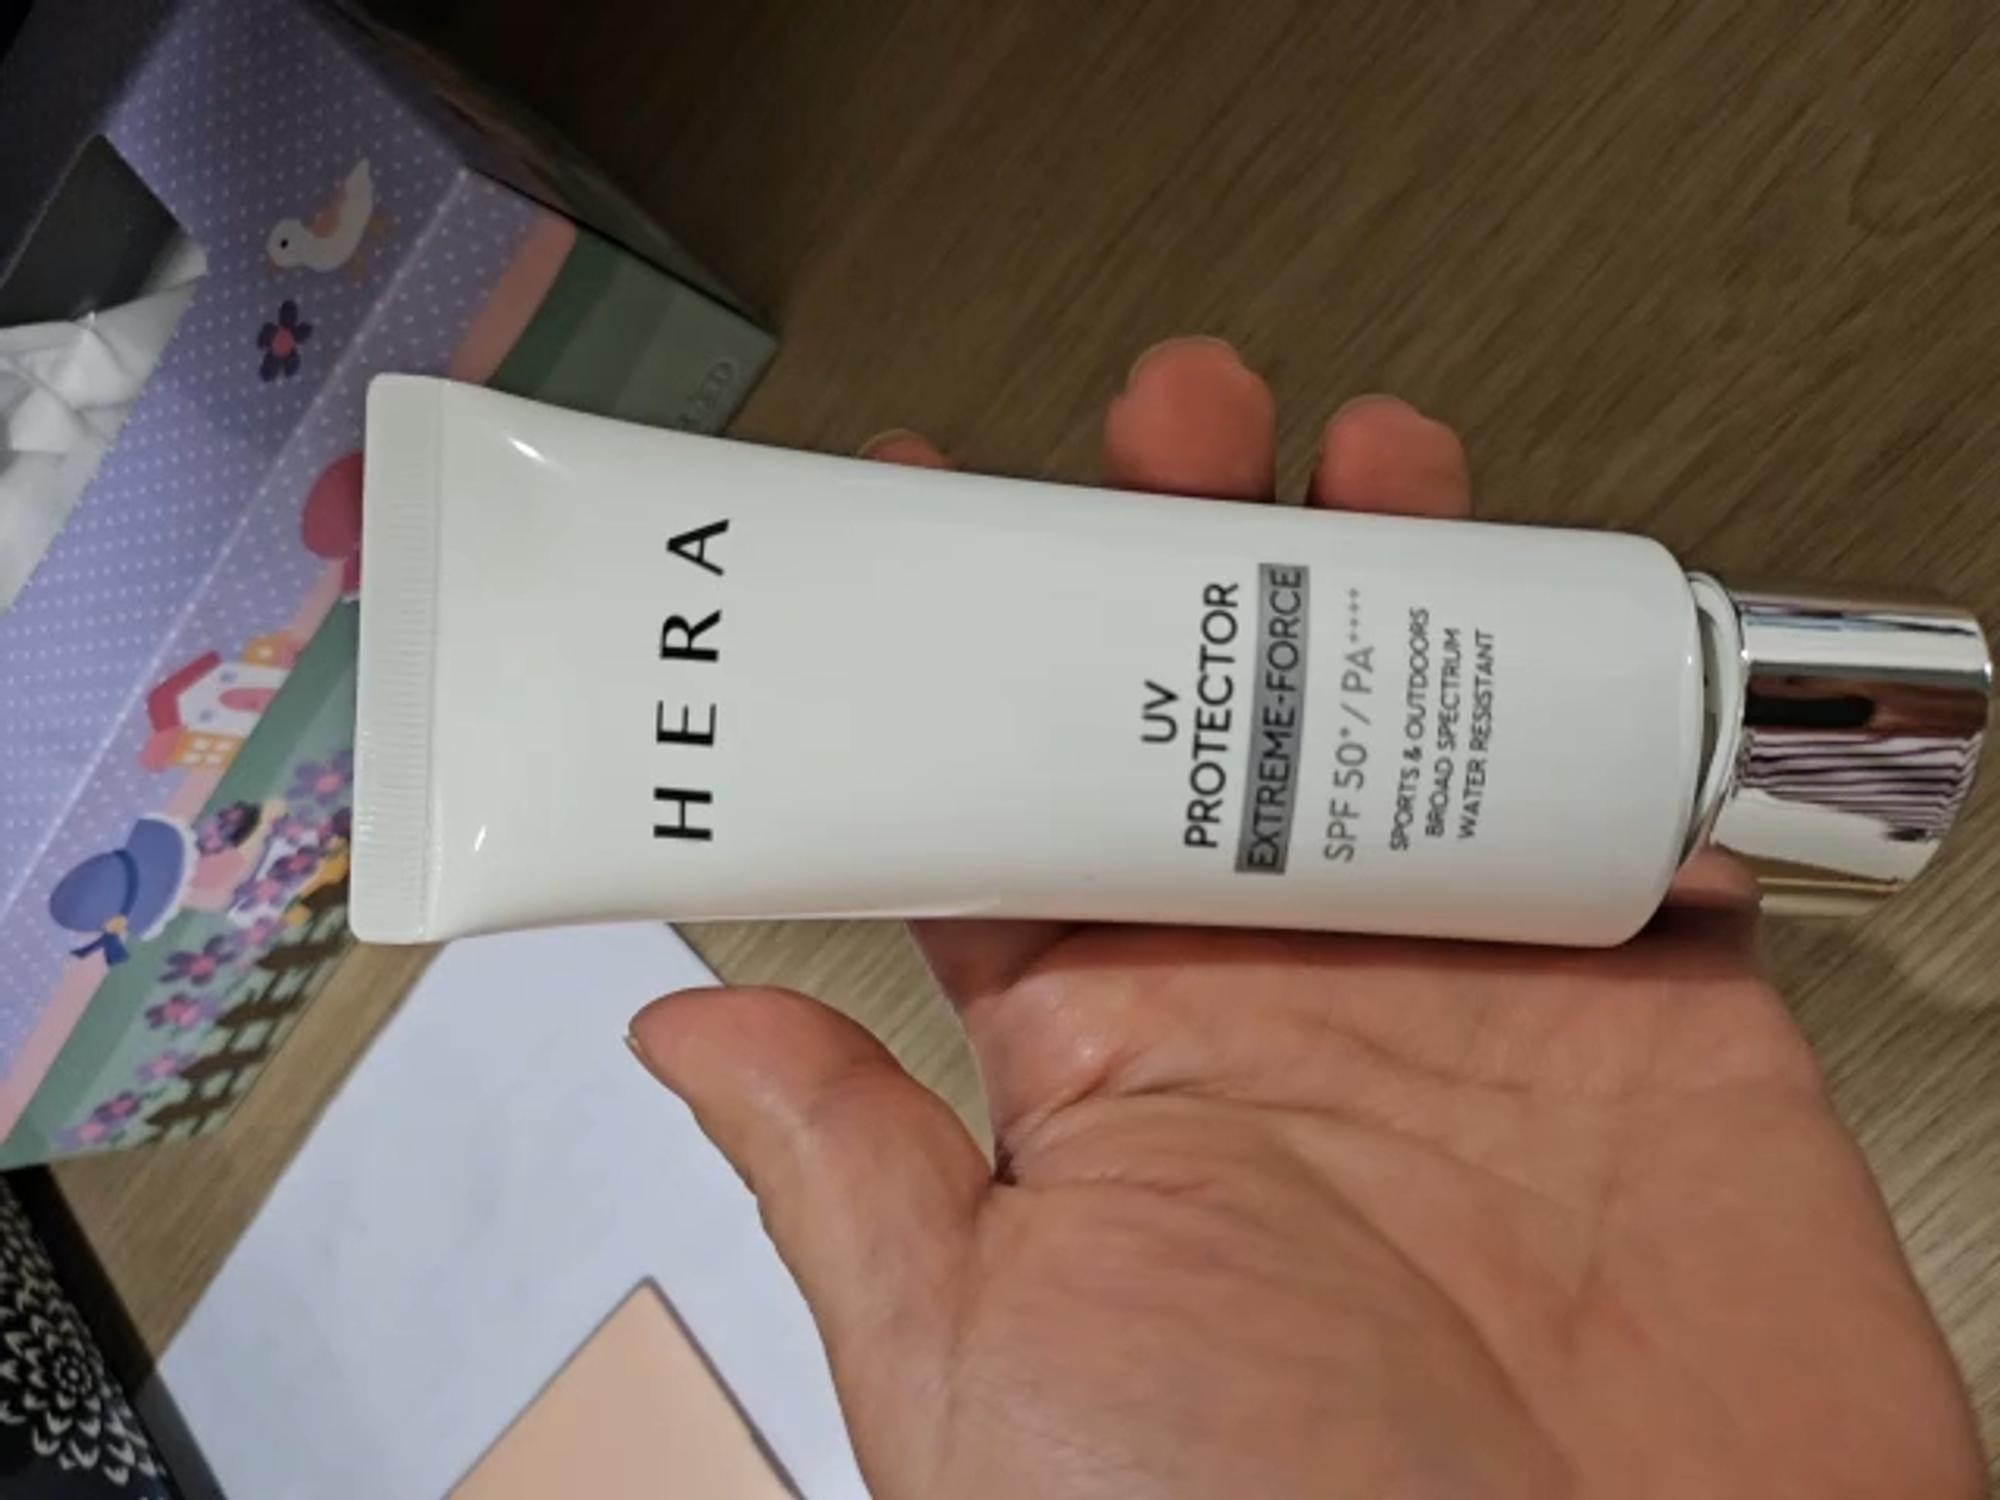 HERA
UV
PROTECTOR
EXTREME-FORCE
SPF 50+/ PA++++
SPORTS & OUTDOORS
BROAD SPECTRUM
WATER RESISTANT